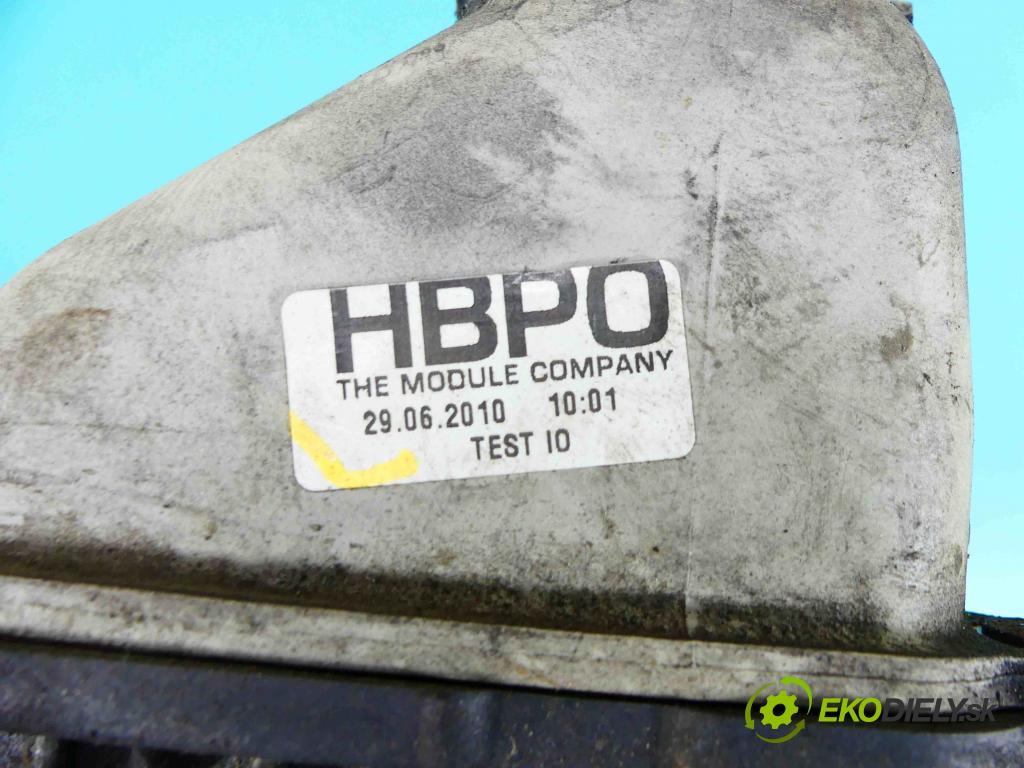 HBPO
THE MODULE COMPANY
29.06.2010 10:01
TEST IO
EKODIELY.sk